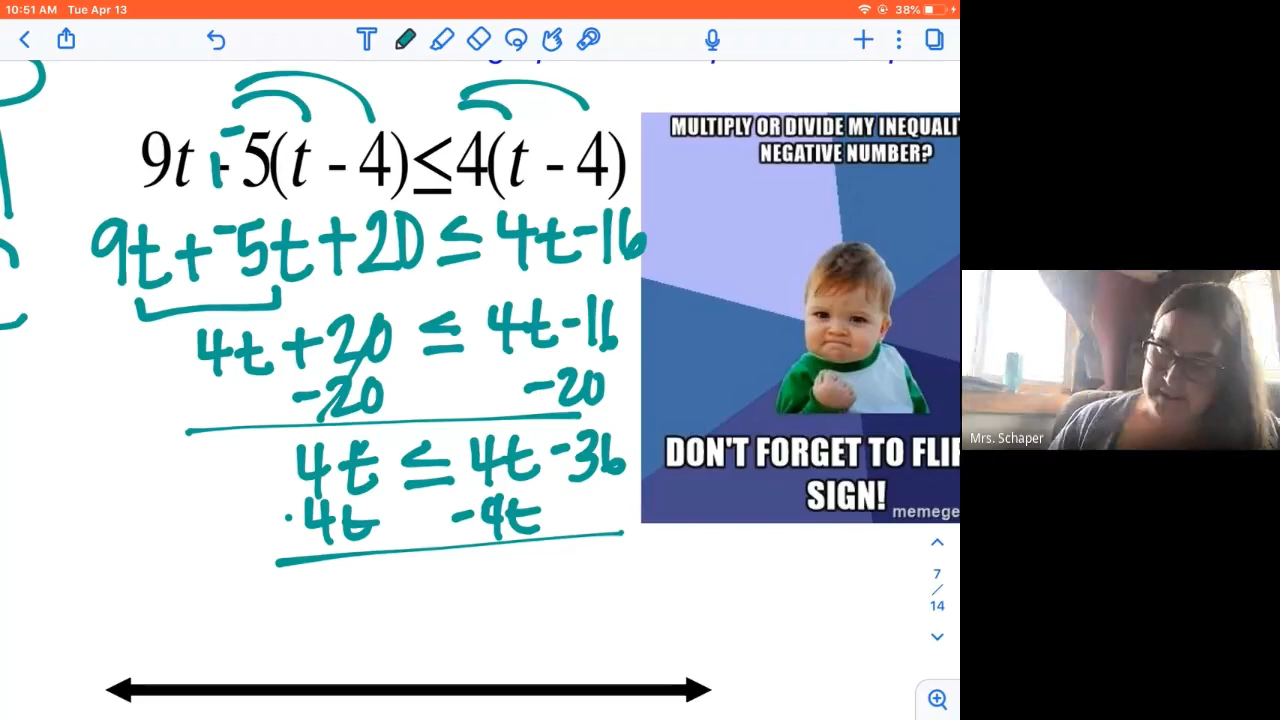 10:51 AM Tue Apr 13
38%
9t - 5(t - 4) ≤ 4(t - 4)
9t + -5t + 20 ≤ 4t - 16
4t + 20 ≤ 4t - 16
-20 -20
4t ≤ 4t - 36
-4t -4t
MULTIPLY OR DIVIDE MY INEQUALI
NEGATIVE NUMBER?
DON'T FORGET TO FLI
SIGN!
memege
7
/
14
Mrs. Schaper